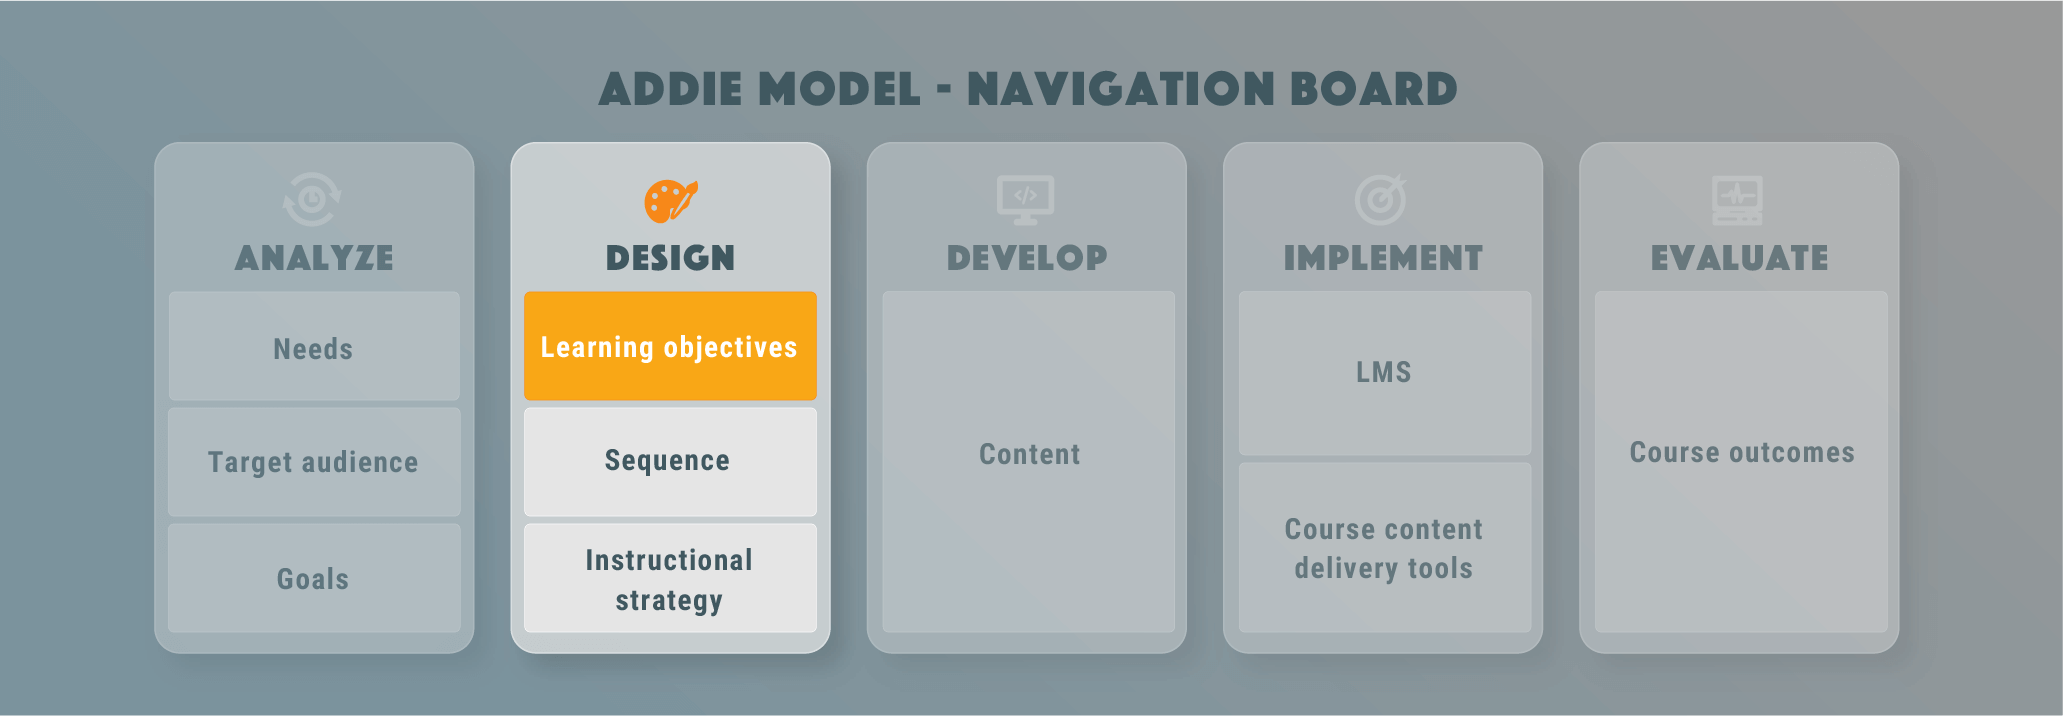 ADDIE MODEL - NAVIGATION BOARD
ANALYZE
Needs
Target audience
Goals
DESIGN
Learning objectives
Sequence
Instructional
strategy
DEVELOP
</>
Content
IMPLEMENT
LMS
Course content
delivery tools
EVALUATE
Course outcomes